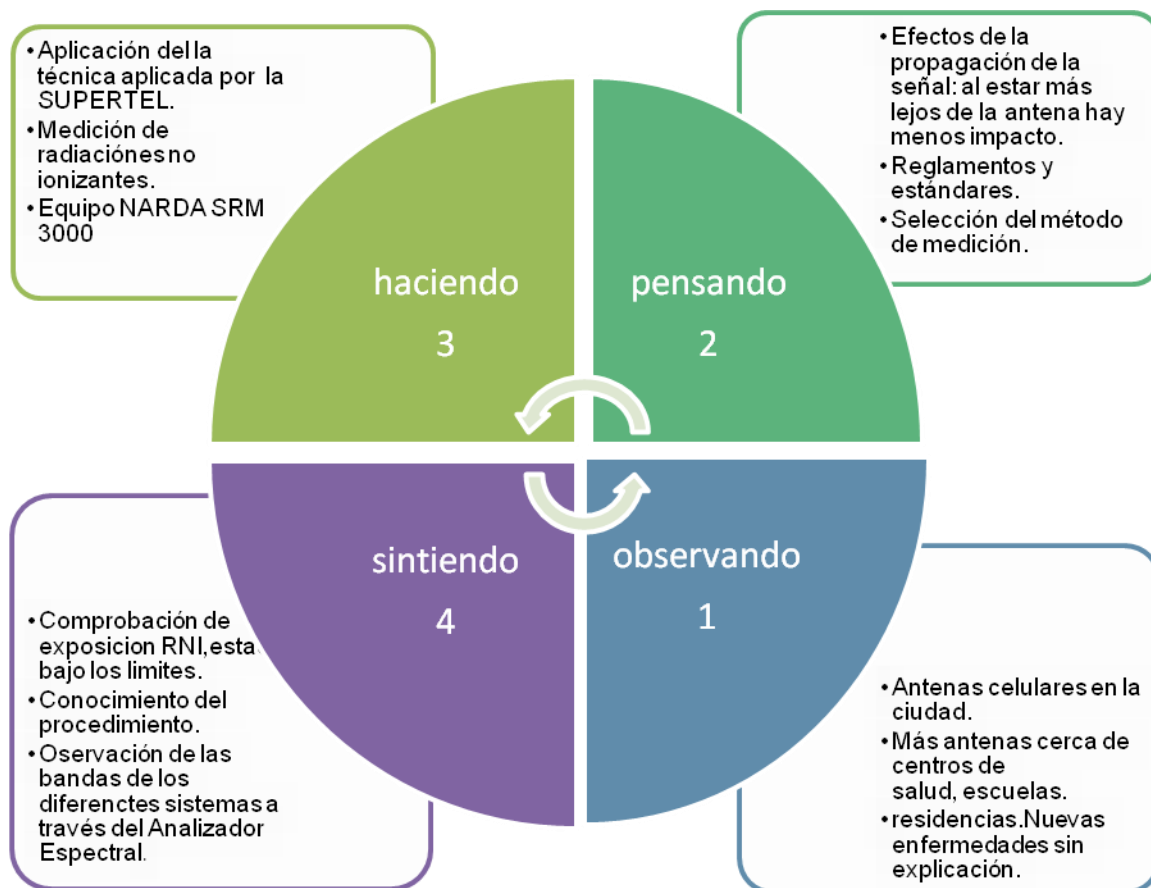 • Aplicación del la
técnica aplicada por la
SUPERTEL.
• Medición de
radiaciónes no
ionizantes.
• Equipo NARDA SRM
3000
• Efectos de la
propagación de la
señal: al estar más
lejos de la antena hay
menos impacto.
• Reglamentos y
estándares.
• Selección del método
de medición.
haciendo
3
pensando
2
sintiendo
4
observando
1
• Comprobación de
exposicion RNI,
bajo los limites.
• Conocimiento del
procedimiento.
• Oservación de las
bandas de los
diferenctes sistemas a
través del Analizador
Espectral.
• Antenas celulares en la
ciudad.
• Más antenas cerca de
centros de
salud, escuelas.
• residencias.Nuevas
enfermedades sin
explicación.